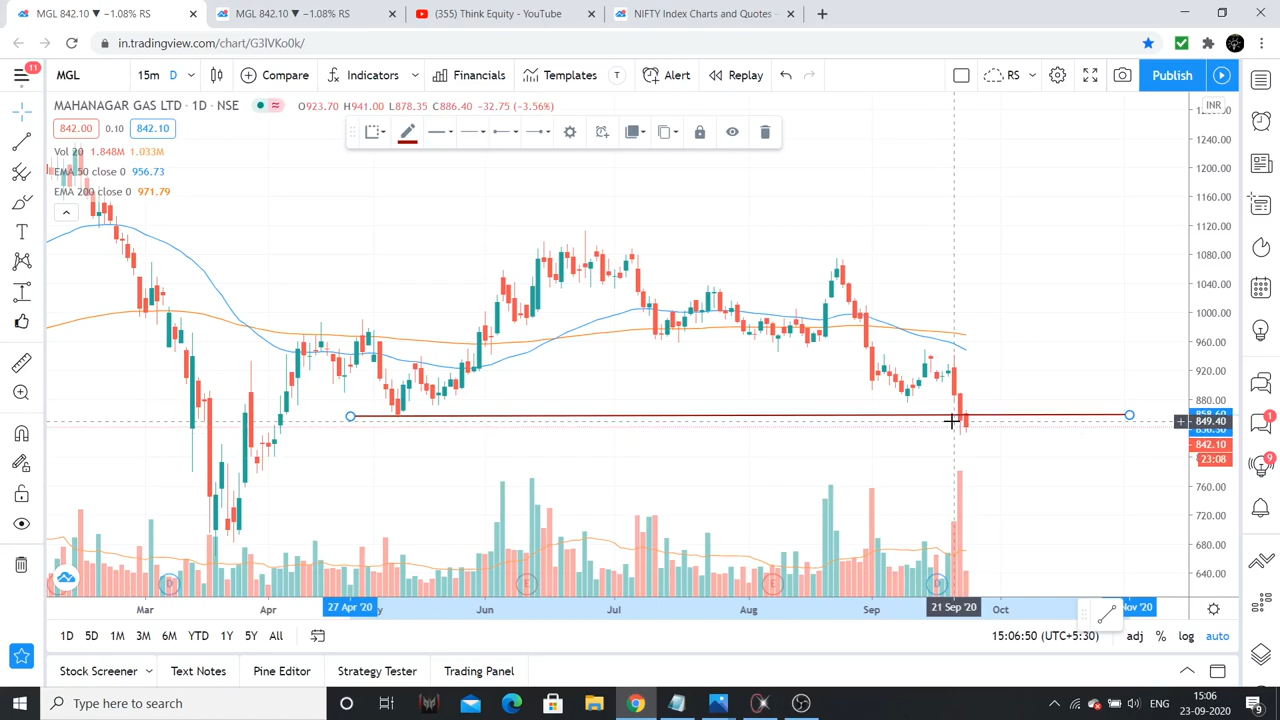 MGL 842.10 ▼ −1.08% RS
MGL 842.10 ▼ −1.08% RS
(355) Think Equity - YouTube
NIFTY Index Charts and Quotes –
in.tradingview.com/chart/G3lVKo0k/
11
MGL
15m D
Compare
Indicators
Financials
Templates
T
Alert
Replay
RS
Publish
MAHANAGAR GAS LTD · 1D · NSE
O923.70 H941.00 L878.35 C886.40 −32.75 (−3.56%)
INR
842.00
0.10
842.10
Vol 20 1.848M 1.033M
EMA 50 close 0 956.73
EMA 200 close 0 971.79
1240.00
1200.00
1160.00
1120.00
1080.00
1040.00
1000.00
960.00
920.00
880.00
849.40
842.10
23:08
760.00
720.00
680.00
640.00
1
9
D
E
E
Mar
Apr
27 Apr '20
Jun
Jul
Aug
Sep
21 Sep '20
Oct
Nov '20
1D 5D 1M 3M 6M YTD 1Y 5Y All
15:06:50 (UTC+5:30)
adj % log auto
Stock Screener
Text Notes
Pine Editor
Strategy Tester
Trading Panel
Type here to search
ENG
15:06
23-09-2020
9